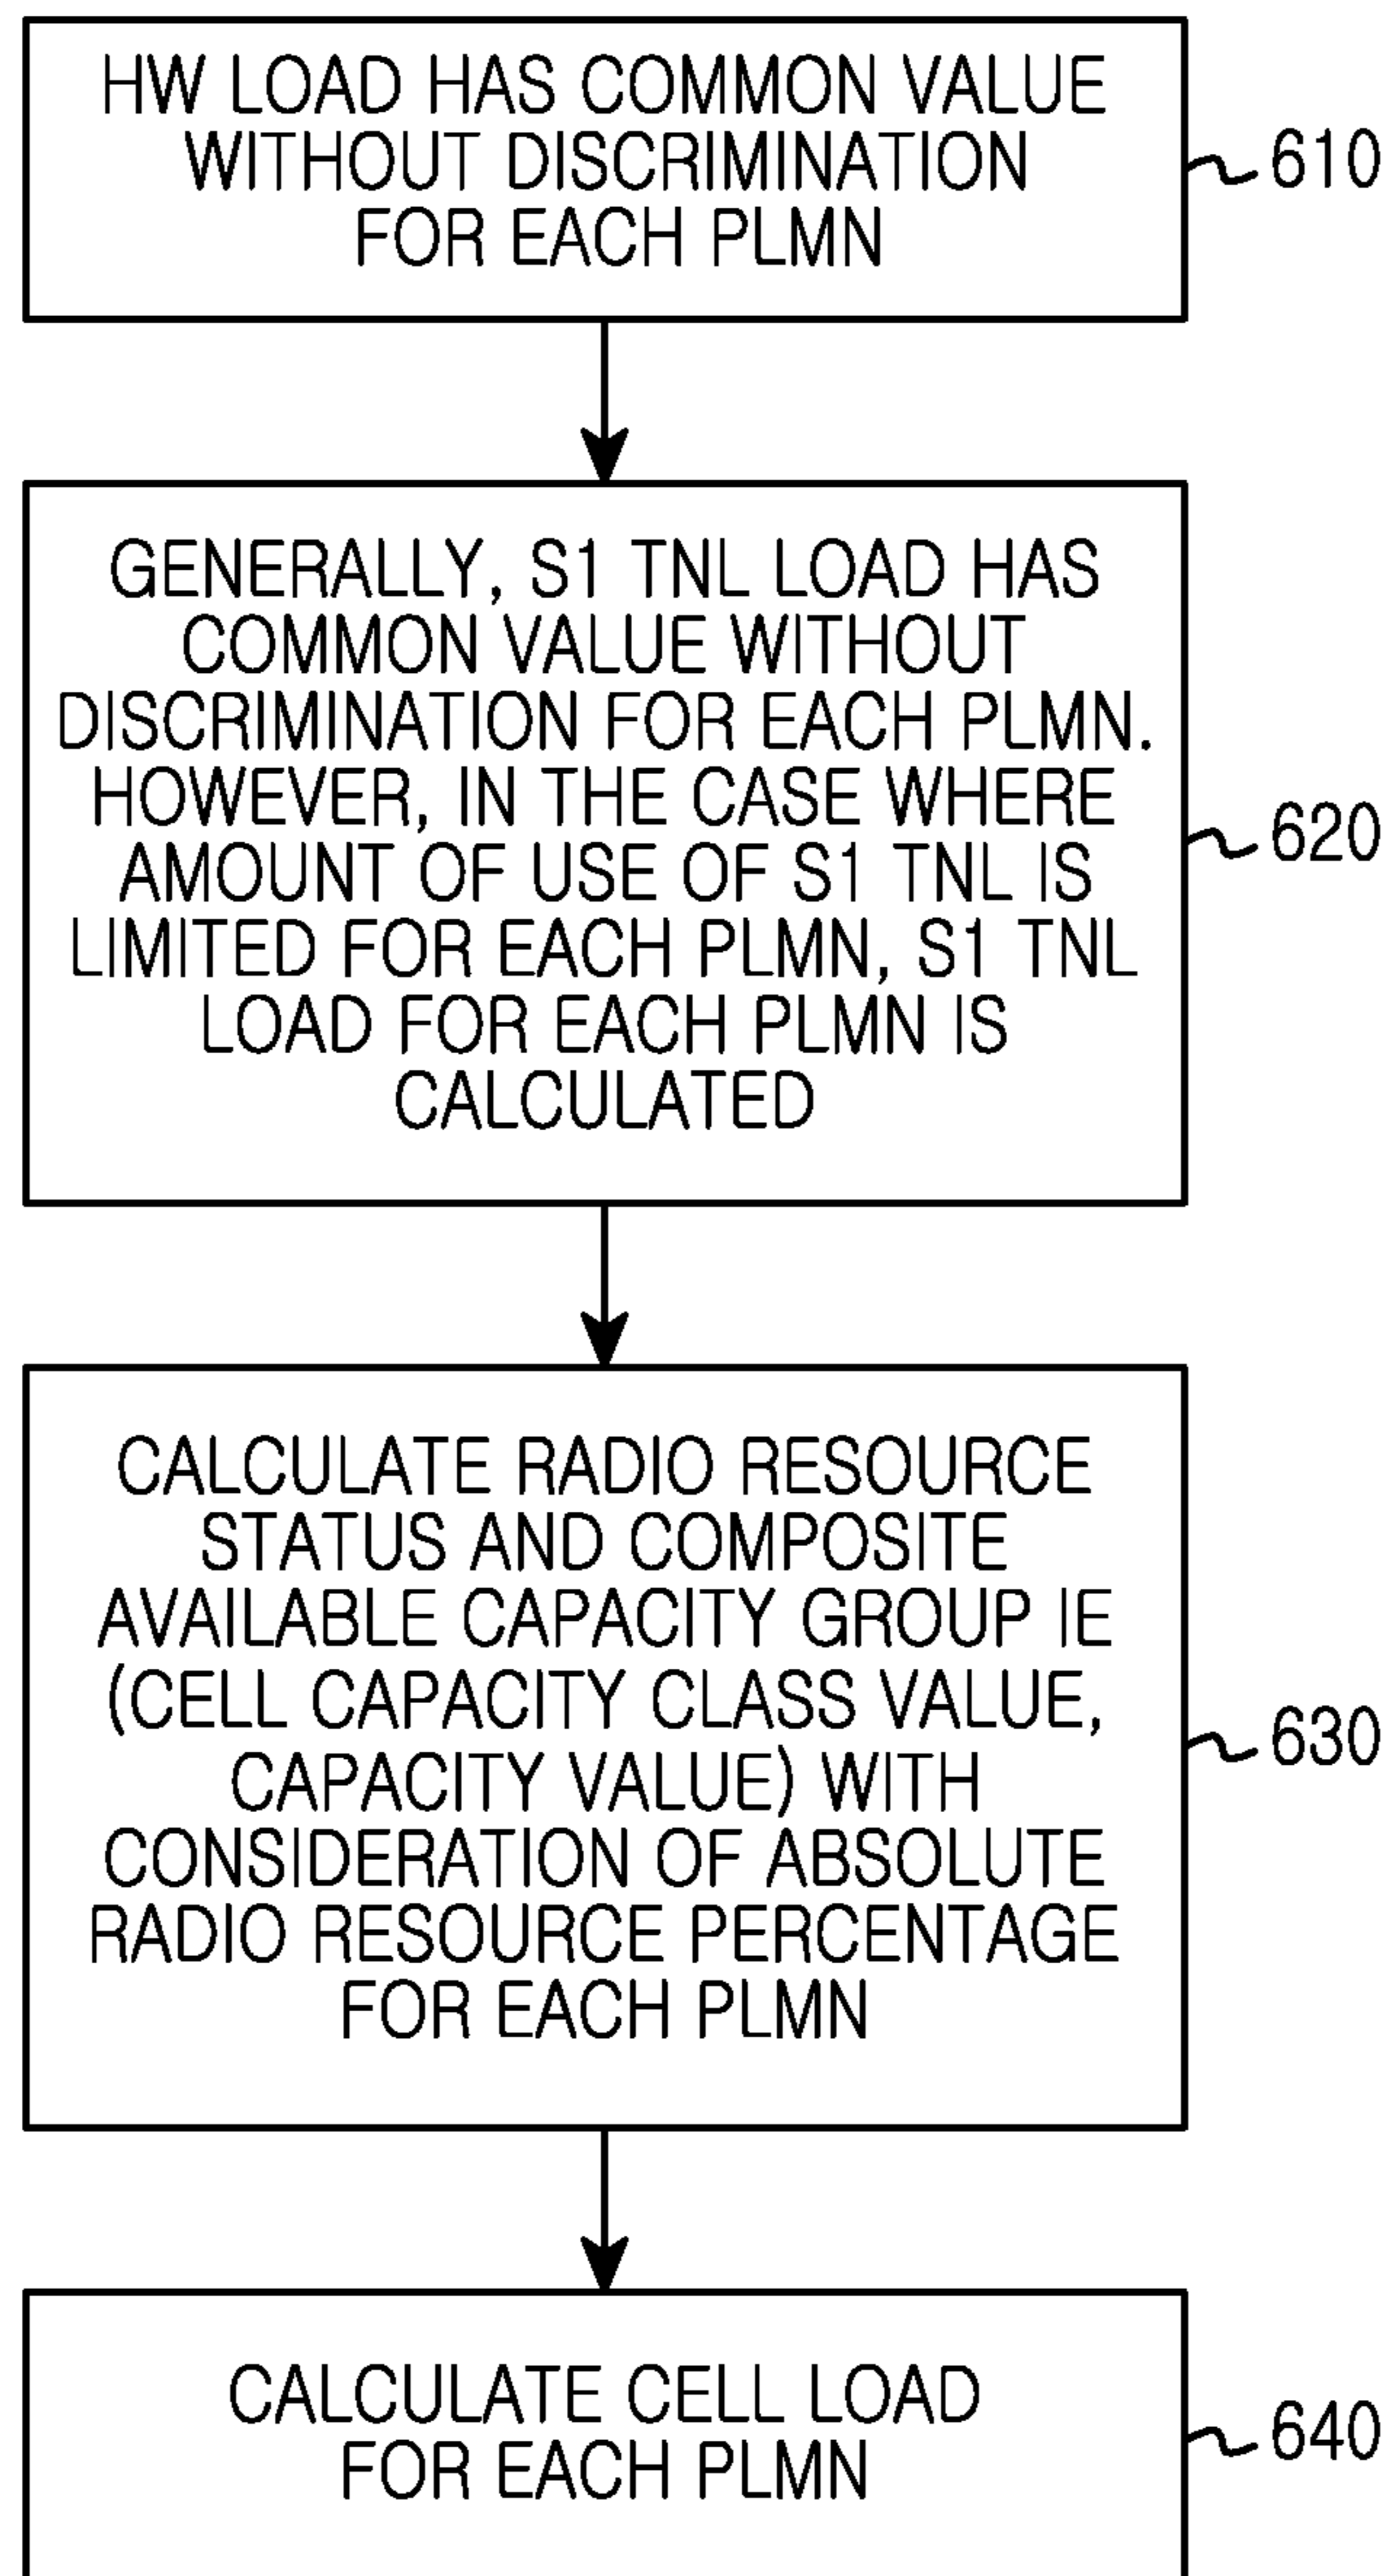 HW LOAD HAS COMMON VALUE
WITHOUT DISCRIMINATION
FOR EACH PLMN
610
GENERALLY, S1 TNL LOAD HAS
COMMON VALUE WITHOUT
DISCRIMINATION FOR EACH PLMN.
HOWEVER, IN THE CASE WHERE
AMOUNT OF USE OF S1 TNL IS
LIMITED FOR EACH PLMN, S1 TNL
LOAD FOR EACH PLMN IS
CALCULATED
620
CALCULATE RADIO RESOURCE
STATUS AND COMPOSITE
AVAILABLE CAPACITY GROUP IE
(CELL CAPACITY CLASS VALUE,
CAPACITY VALUE) WITH
CONSIDERATION OF ABSOLUTE
RADIO RESOURCE PERCENTAGE
FOR EACH PLMN
630
CALCULATE CELL LOAD
FOR EACH PLMN
640